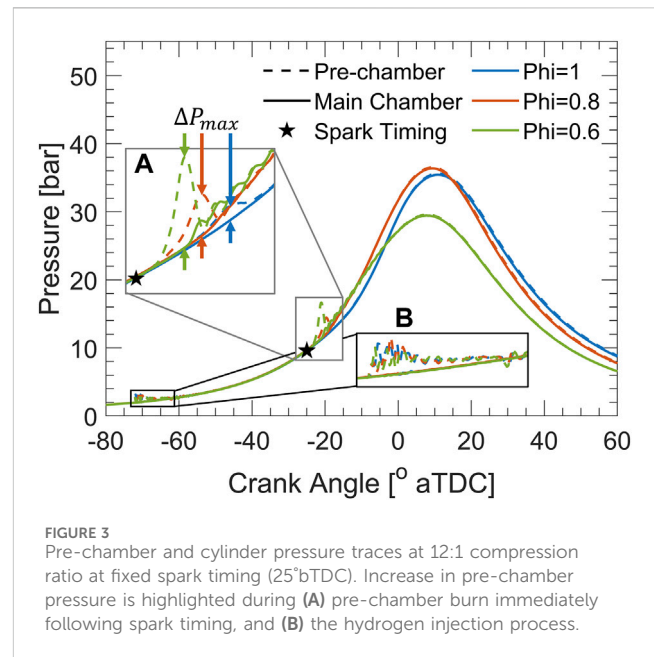 50
40
30
20
10
0
Pressure [bar]
-80 -60 -40 -20 0 20 40 60
Crank Angle [° aTDC]
Pre-chamber
Main Chamber
Spark Timing
Phi=1
Phi=0.8
Phi=0.6
ΔPmax
A
B
FIGURE 3
Pre-chamber and cylinder pressure traces at 12:1 compression
ratio at fixed spark timing (25°bTDC). Increase in pre-chamber
pressure is highlighted during (A) pre-chamber burn immediately
following spark timing, and (B) the hydrogen injection process.